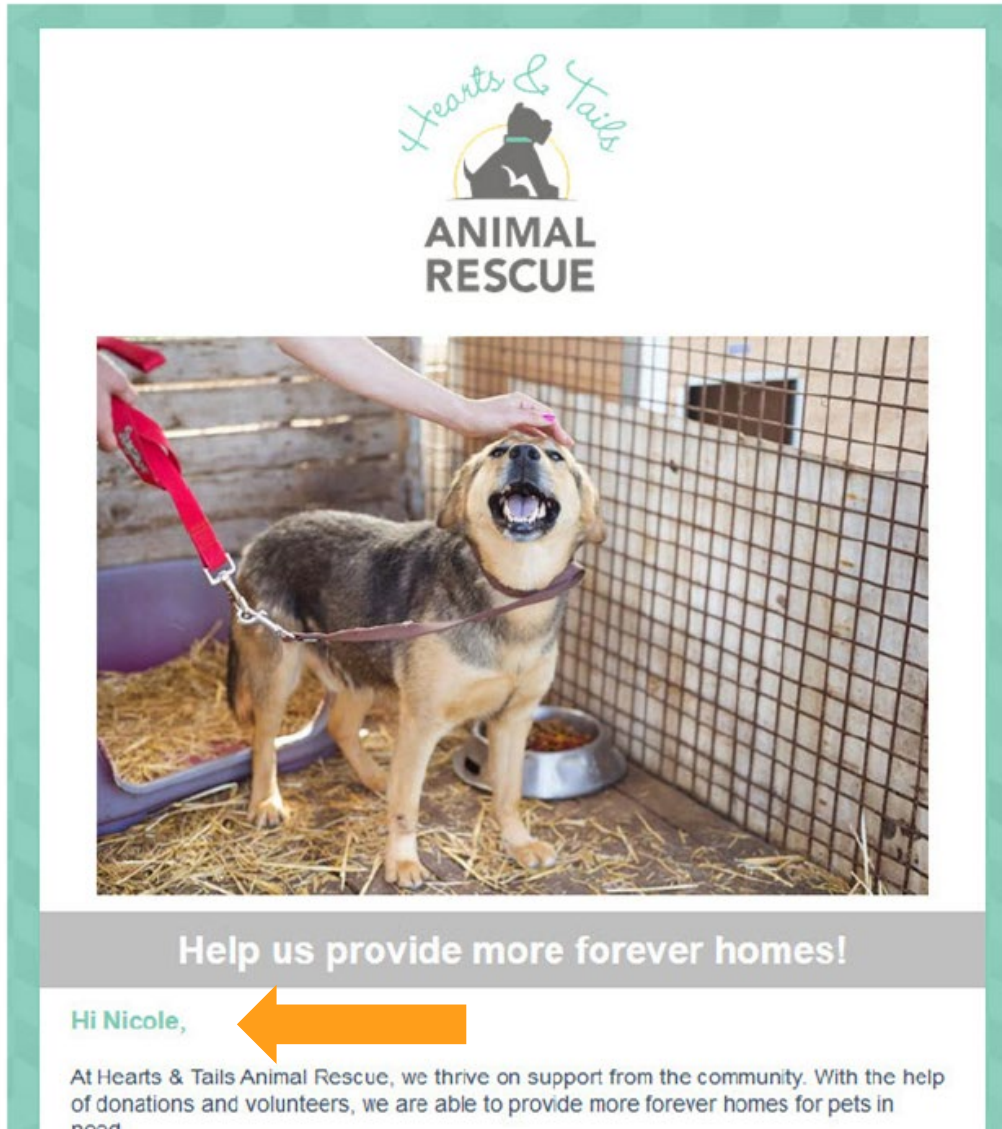 Hearts & Tails
ANIMAL
RESCUE
Help us provide more forever homes!
Hi Nicole,
At Hearts & Tails Animal Rescue, we thrive on support from the community. With the help
of donations and volunteers, we are able to provide more forever homes for pets in